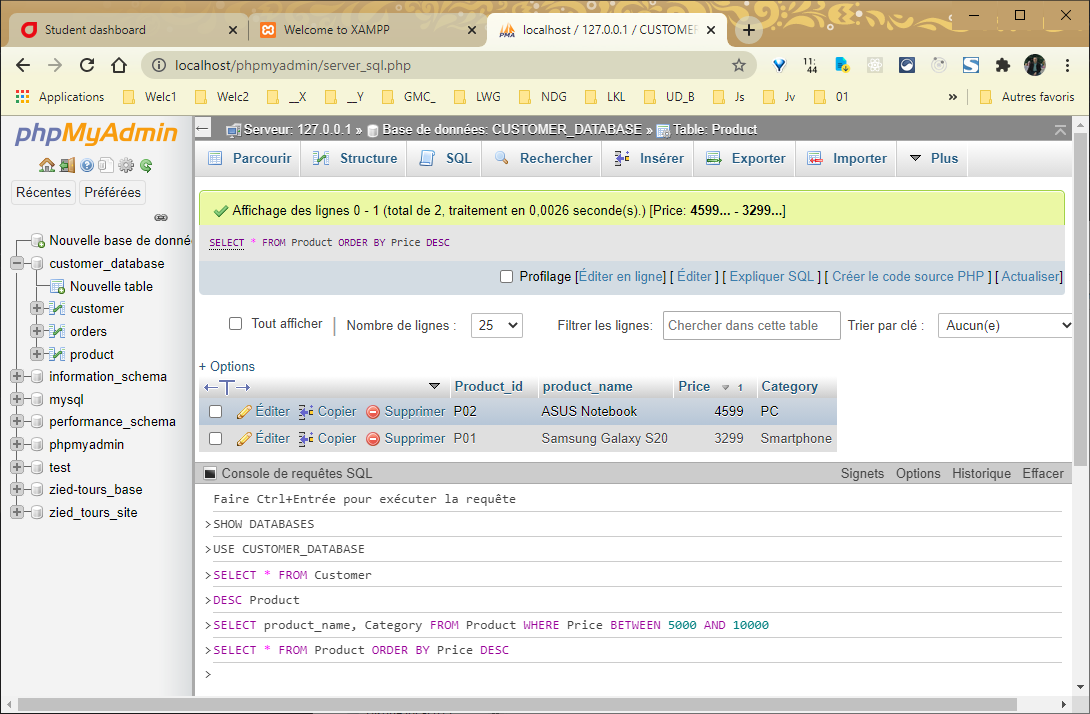 Student dashboard
Welcome to XAMPP
localhost / 127.0.0.1 / CUSTOMER
localhost/phpmyadmin/server_sql.php
11: 44
Applications Welc1 Welc2 __X __Y GMC_ LWG NDG LKL UD_B Js Jv 01 » Autres favoris
phpMyAdmin
Récentes Préférées
Nouvelle base de donné
customer_database
Nouvelle table
customer
orders
product
information_schema
mysql
performance_schema
phpmyadmin
test
zied-tours_base
zied_tours_site
Serveur: 127.0.0.1 » Base de données: CUSTOMER_DATABASE » Table: Product
Parcourir Structure SQL Rechercher Insérer Exporter Importer Plus
Affichage des lignes 0 - 1 (total de 2, traitement en 0,0026 seconde(s).) [Price: 4599... - 3299...]
SELECT * FROM Product ORDER BY Price DESC
Profilage [Éditer en ligne] [ Éditer ] [ Expliquer SQL ] [ Créer le code source PHP ] [ Actualiser]
Tout afficher | Nombre de lignes : 25 Filtrer les lignes: Chercher dans cette table Trier par clé : Aucun(e)
+ Options
←T→ Product_id product_name Price 1 Category
Éditer Copier Supprimer P02 ASUS Notebook 4599 PC
Éditer Copier Supprimer P01 Samsung Galaxy S20 3299 Smartphone
Console de requêtes SQL Signets Options Historique Effacer
Faire Ctrl+Entrée pour exécuter la requête
>SHOW DATABASES
>USE CUSTOMER_DATABASE
>SELECT * FROM Customer
>DESC Product
>SELECT product_name, Category FROM Product WHERE Price BETWEEN 5000 AND 10000
>SELECT * FROM Product ORDER BY Price DESC
>